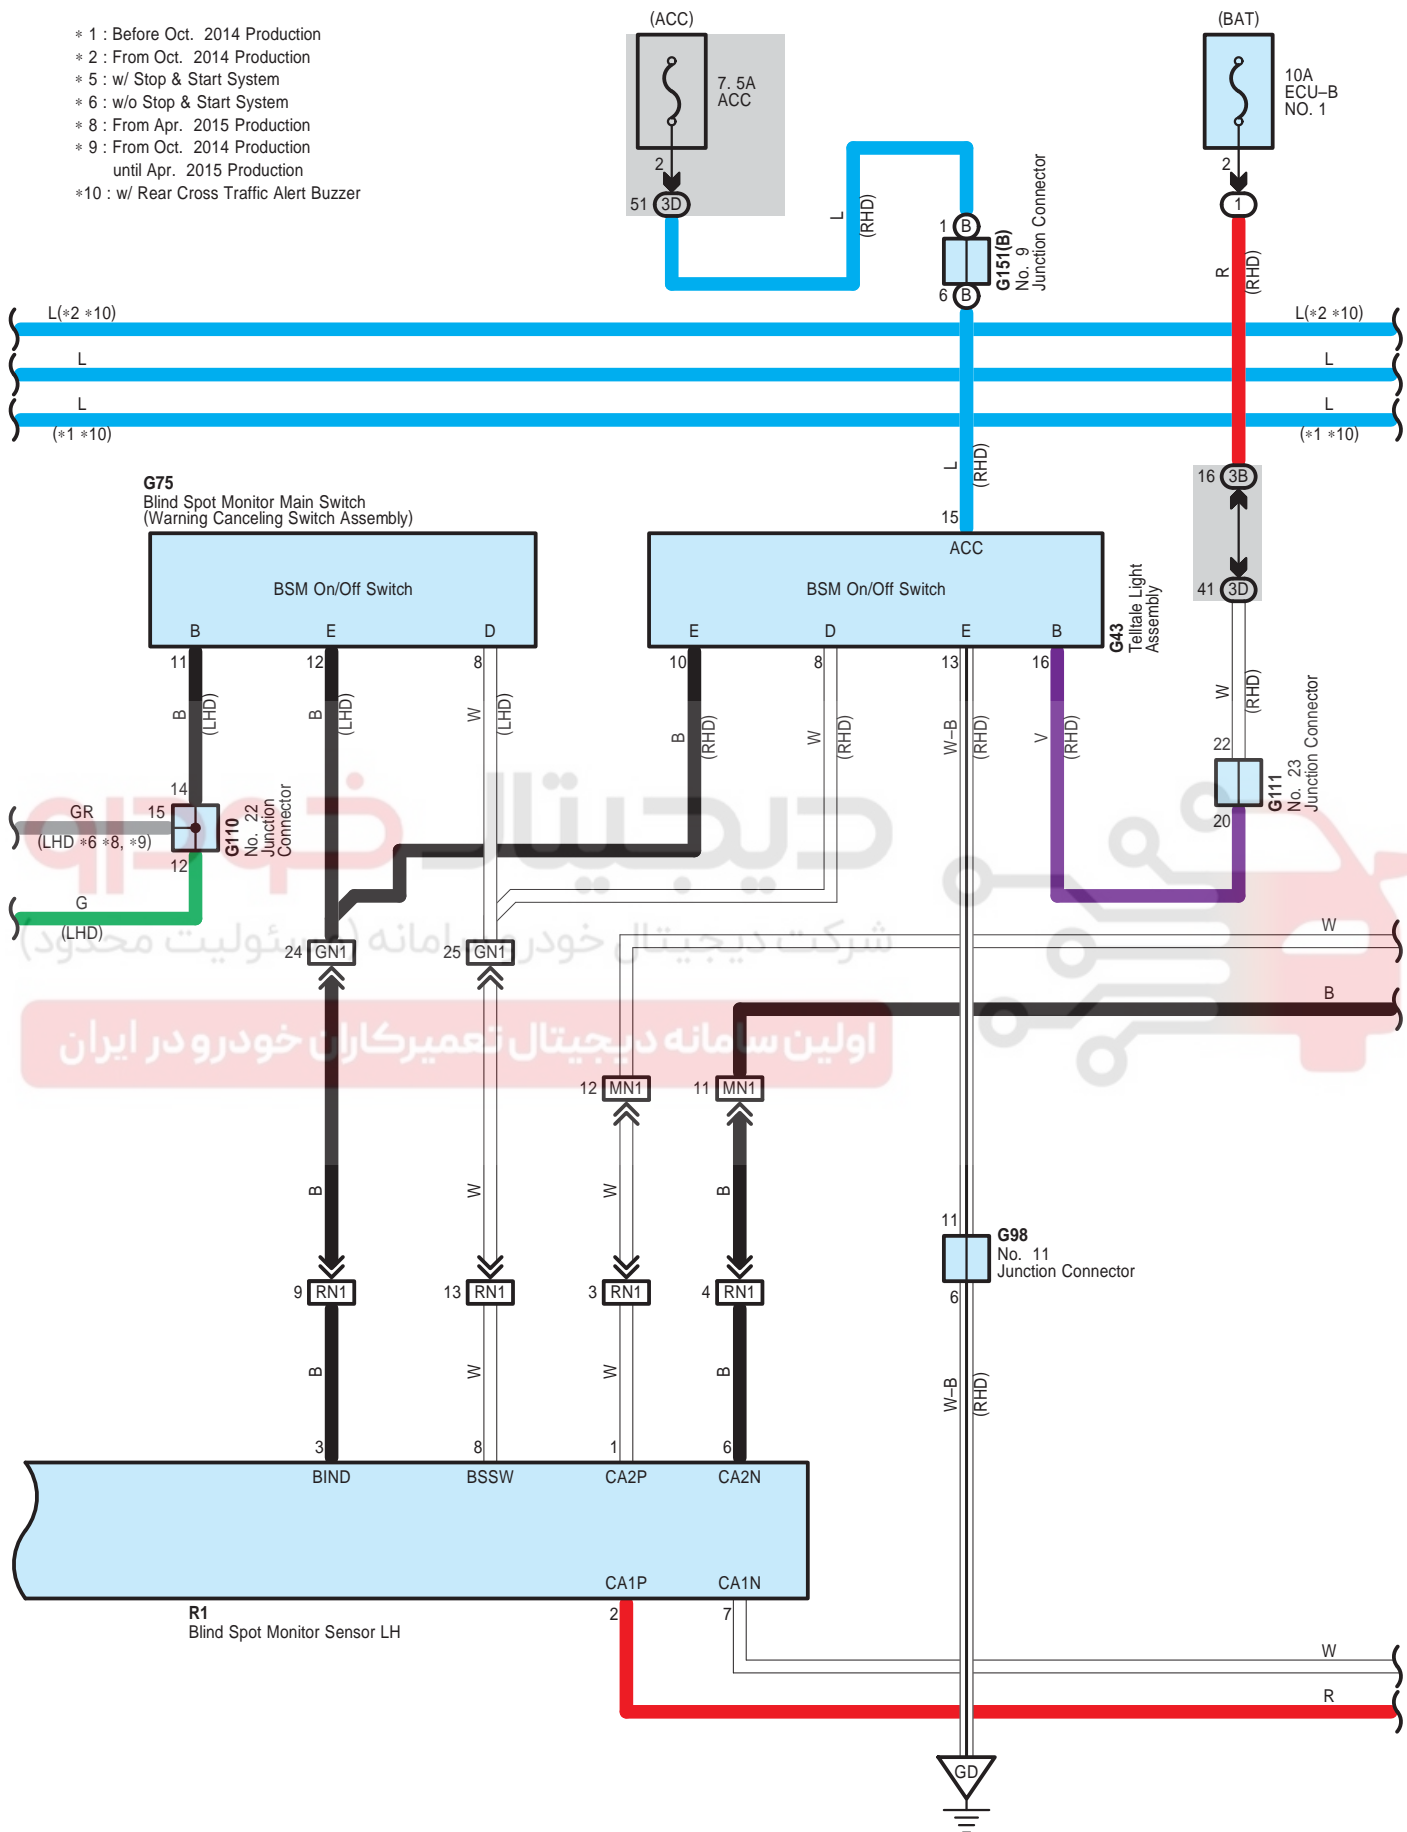 * 1 : Before Oct. 2014 Production
* 2 : From Oct. 2014 Production
* 5 : w/ Stop & Start System
* 6 : w/o Stop & Start System
* 8 : From Apr. 2015 Production
* 9 : From Oct. 2014 Production
until Apr. 2015 Production
*10 : w/ Rear Cross Traffic Alert Buzzer
(ACC)
7. 5A
ACC
2
51 3D
L
(RHD)
1 B
G151(B)
No. 9
Junction Connector
6 B
(BAT)
10A
ECU–B
NO. 1
2
1
R
(RHD)
L(*2 *10)
L(*2 *10)
L
L
L
(*1 *10)
L
(*1 *10)
L
(RHD)
16 3B
41 3D
G75
Blind Spot Monitor Main Switch
(Warning Canceling Switch Assembly)
BSM On/Off Switch
B
E
D
11
12
8
15
ACC
BSM On/Off Switch
E
D
E
B
10
8
13
16
G43
Telltale Light
Assembly
B
(LHD)
B
(LHD)
W
(LHD)
B
(RHD)
W
(RHD)
W–B
(RHD)
V
(RHD)
W
(RHD)
22
G111
No. 23
Junction Connector
20
14
15
GR
(LHD *6 *8, *9)
12
G110
No. 22
Junction
Connector
G
(LHD)
دیجیتال خودرو
شرکت دیجیتال خودرو سامانه (مسئولیت محدود)
اولین سامانه دیجیتال تعمیرکاران خودرو در ایران
24 GN1
25 GN1
W
B
12 MN1
11 MN1
B
W
W
B
9 RN1
13 RN1
3 RN1
4 RN1
11
G98
No. 11
Junction Connector
6
B
W
W
B
W–B
(RHD)
3
8
1
6
BIND
BSSW
CA2P
CA2N
CA1P
CA1N
2
7
R1
Blind Spot Monitor Sensor LH
W
R
GD